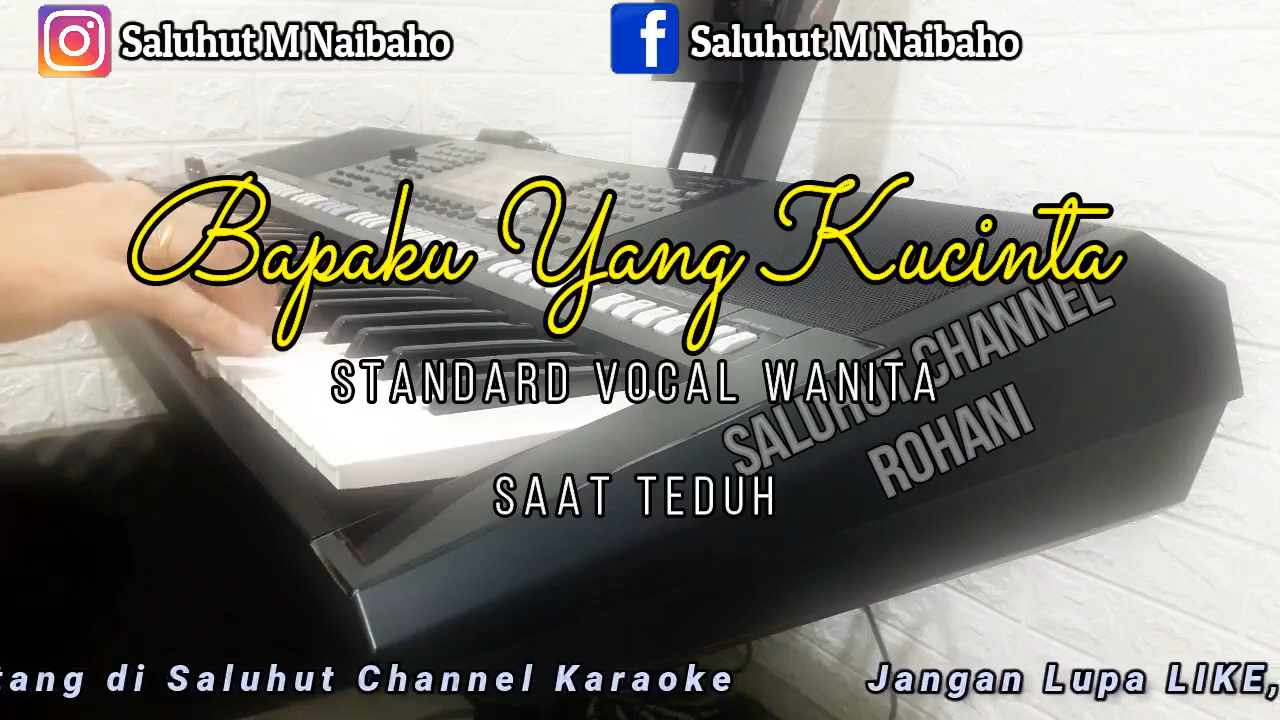 Saluhut M Naibaho
Saluhut M Naibaho
Bapaku Yang Kucinta
STANDARD VOCAL WANITA
SALUHUT CHANNEL
ROHANI
SAAT TEDUH
tang di Saluhut Channel Karaoke
Jangan Lupa LIKE,